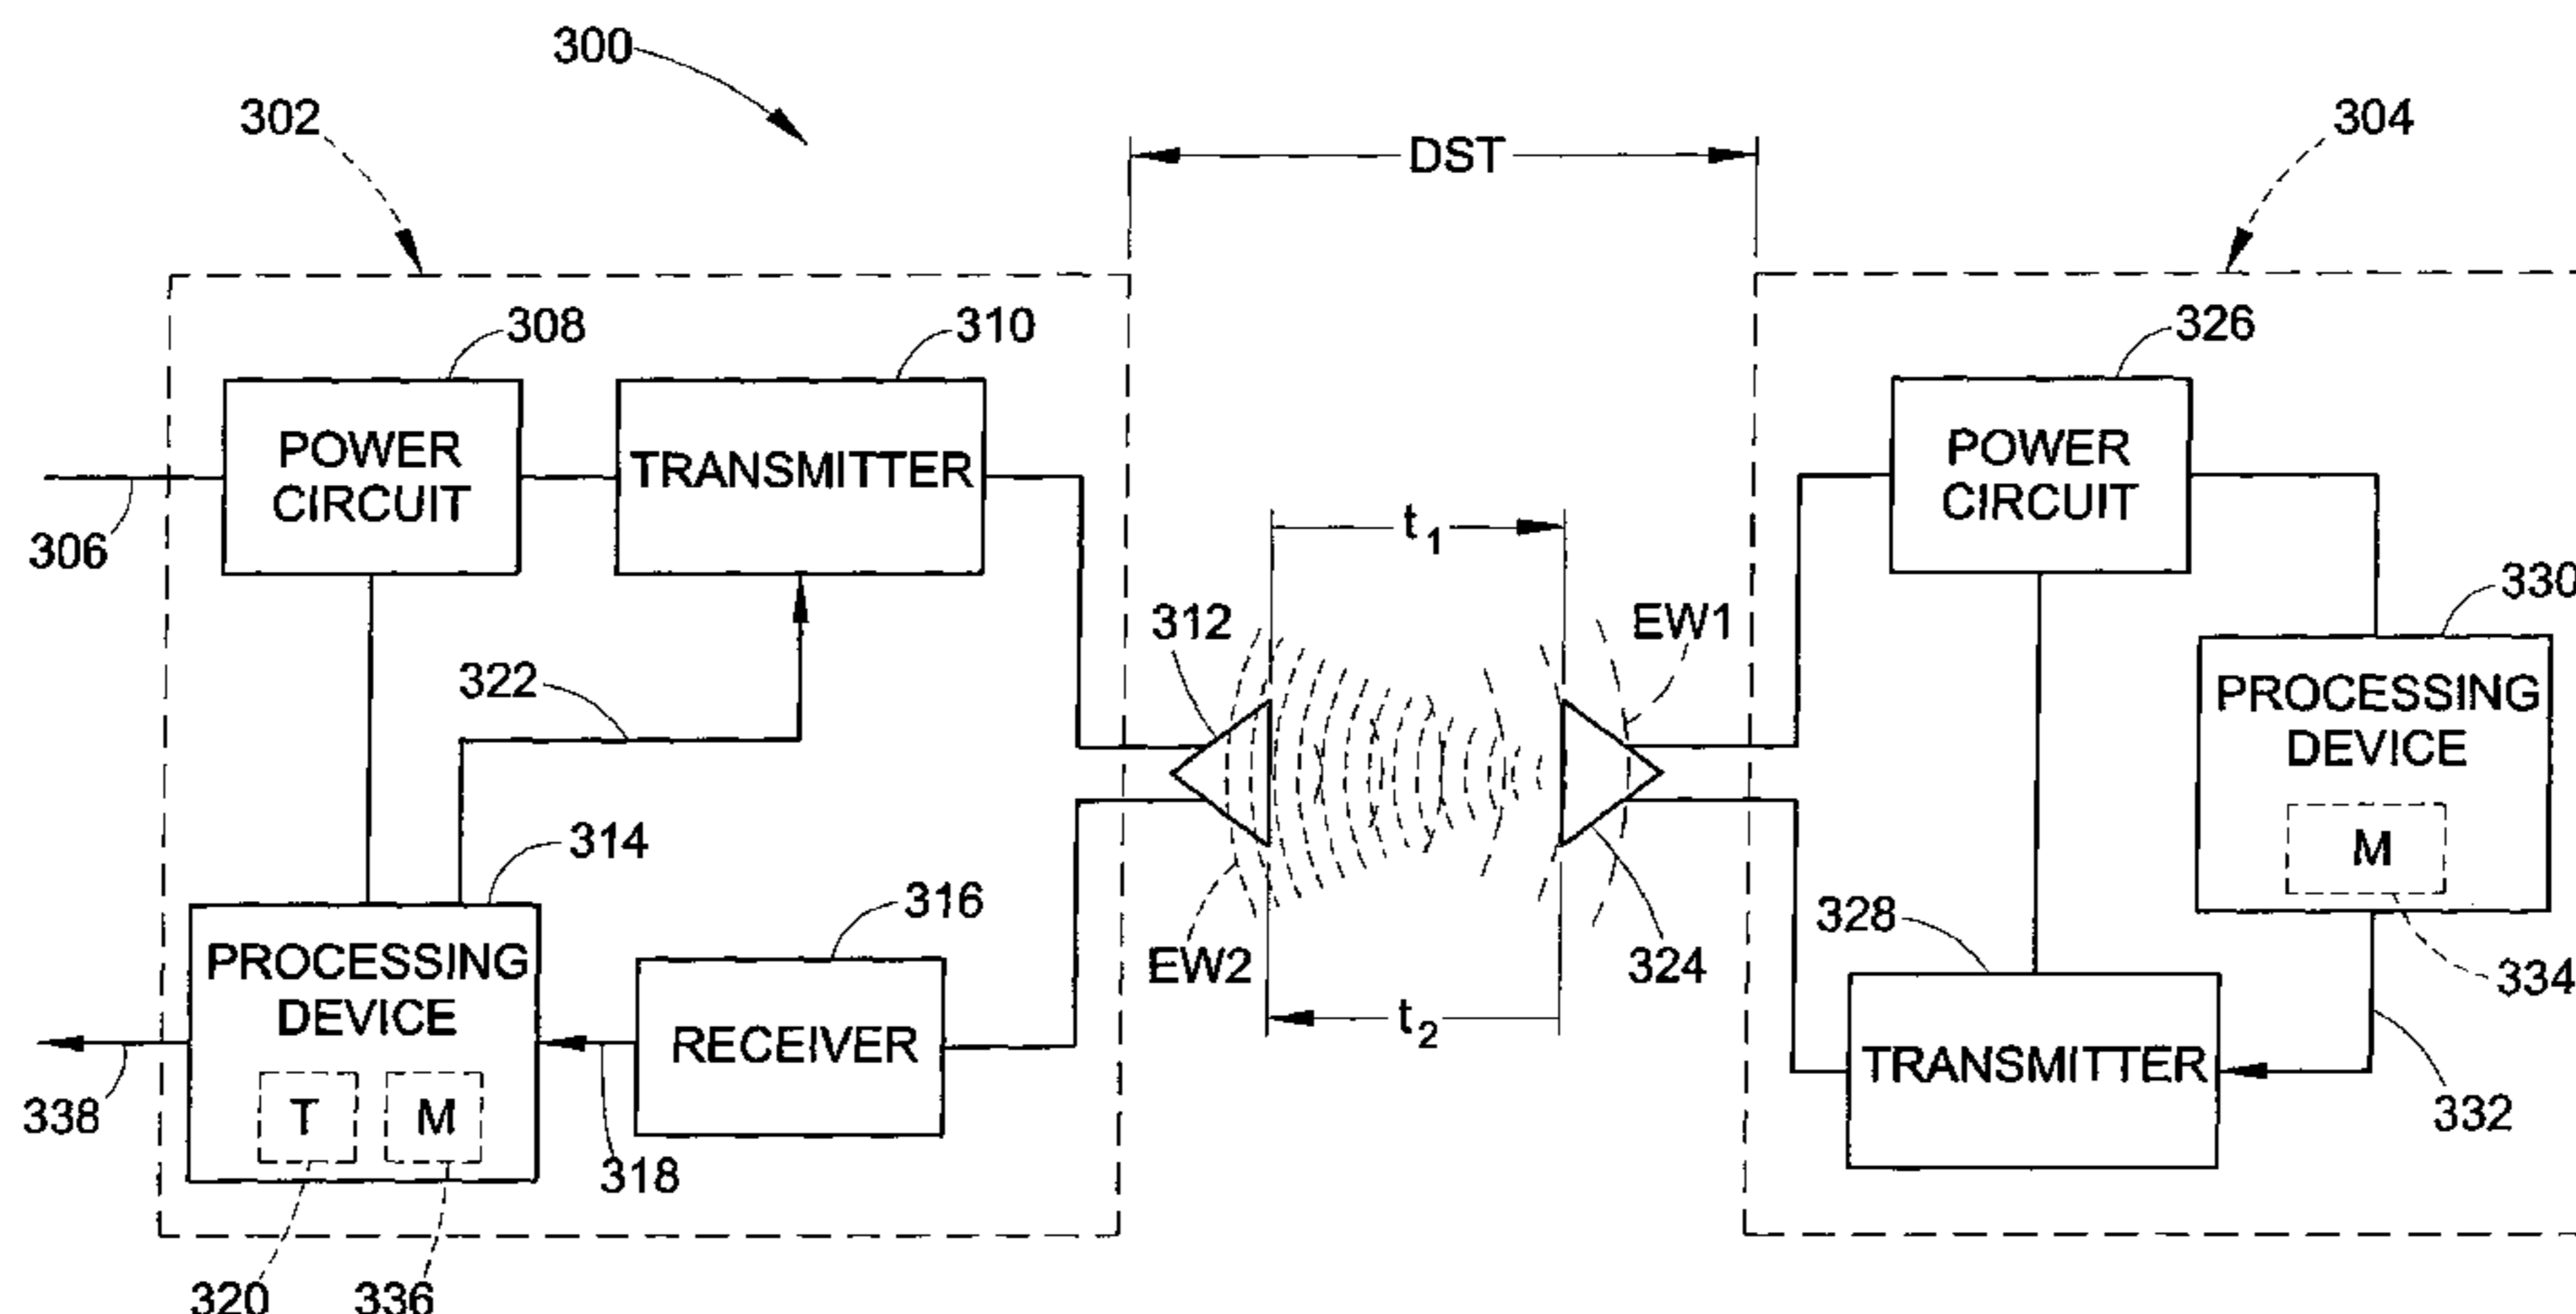 300
302
304
DST
308
310
326
POWER
CIRCUIT
TRANSMITTER
POWER
CIRCUIT
306
t1
330
312
EW1
322
PROCESSING
DEVICE
M
314
316
328
334
PROCESSING
DEVICE
EW2
324
RECEIVER
t2
TRANSMITTER
T
M
338
318
332
320
336